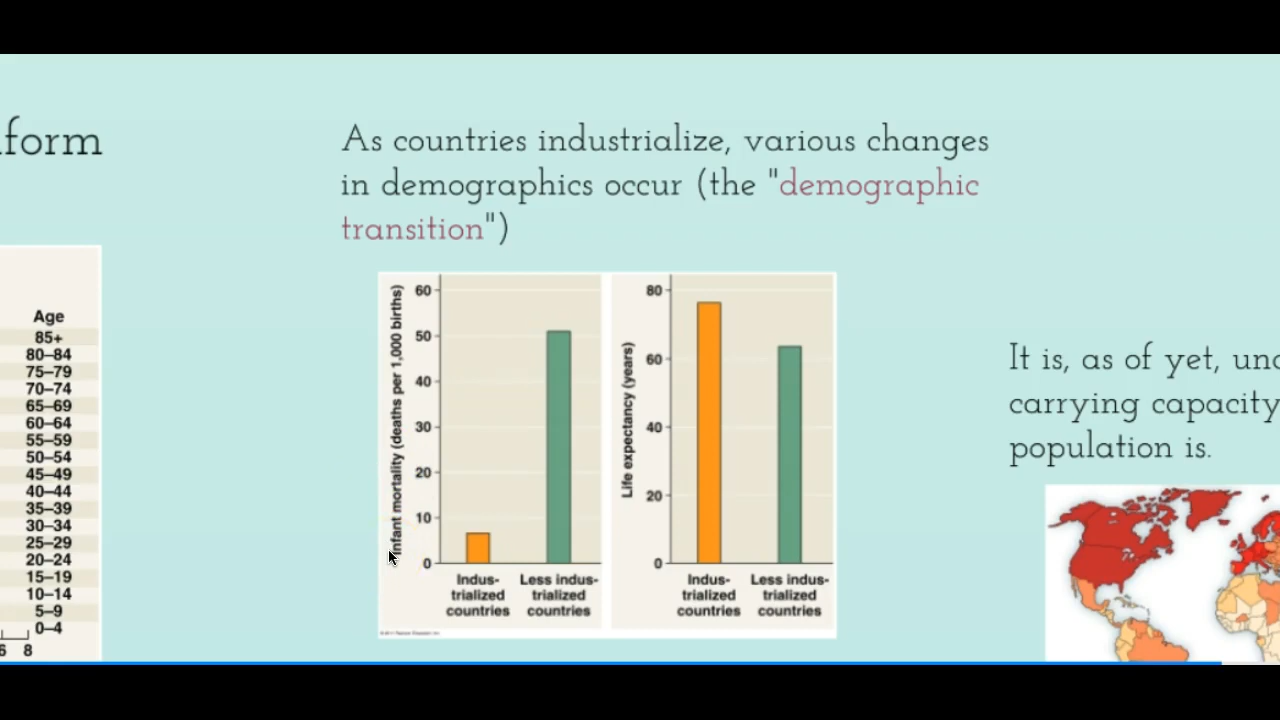 form
As countries industrialize, various changes
in demographics occur (the "demographic
transition")
Age
85+
80–84
75–79
70–74
65–69
60–64
55–59
50–54
45–49
40–44
35–39
30–34
25–29
20–24
15–19
10–14
5–9
0–4
6 8
Infant mortality (deaths per 1,000 births)
60
50
40
30
20
10
0
Indus-
trialized
countries
Less indus-
trialized
countries
Life expectancy (years)
80
60
40
20
0
Indus-
trialized
countries
Less indus-
trialized
countries
It is, as of yet,
carrying capacity
population is.